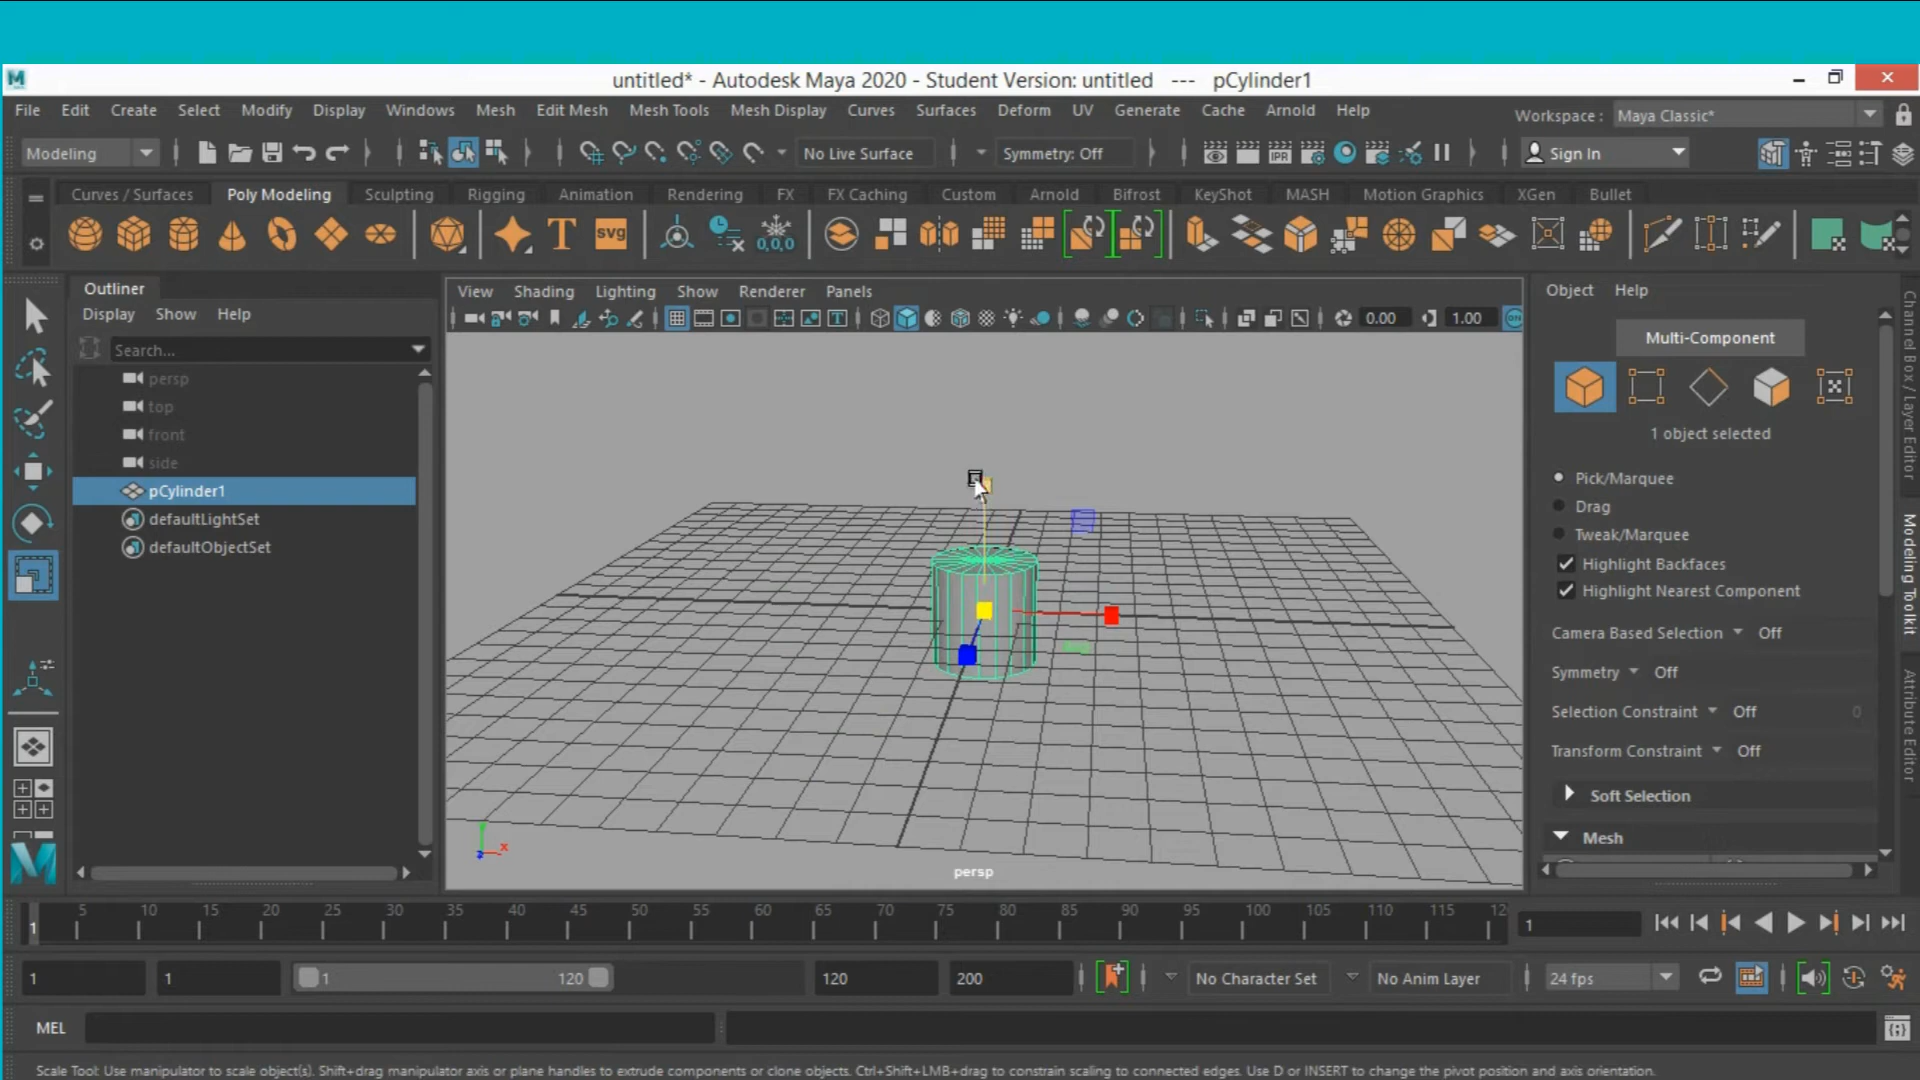 untitled* - Autodesk Maya 2020 - Student Version: untitled --- pCylinder1
File Edit Create Select Modify Display Windows Mesh Edit Mesh Mesh Tools Mesh Display Curves Surfaces Deform UV Generate Cache Arnold Help Workspace : Maya Classic*
Modeling No Live Surface Symmetry: Off IPR Sign In
Curves / Surfaces Poly Modeling Sculpting Rigging Animation Rendering FX FX Caching Custom Arnold Bifrost KeyShot MASH Motion Graphics XGen Bullet
T svg 0,0,0
Outliner
Display Show Help
Search...
persp
top
front
side
pCylinder1
defaultLightSet
defaultObjectSet
View Shading Lighting Show Renderer Panels
0.00 1.00 ON
x
persp
Object Help
Multi-Component
1 object selected
Pick/Marquee
Drag
Tweak/Marquee
Highlight Backfaces
Highlight Nearest Component
Camera Based Selection Off
Symmetry Off
Selection Constraint Off 0
Transform Constraint Off
Soft Selection
Mesh
Channel Box / Layer Editor
Modeling Toolkit
Attribute Editor
1 5 10 15 20 25 30 35 40 45 50 55 60 65 70 75 80 85 90 95 100 105 110 115 12
1
1 1 1 120 120 200 No Character Set No Anim Layer 24 fps
MEL
Scale Tool: Use manipulator to scale object(s). Shift+drag manipulator axis or plane handles to extrude components or clone objects. Ctrl+Shift+LMB+drag to constrain scaling to connected edges. Use D or INSERT to change the pivot position and axis orientation.